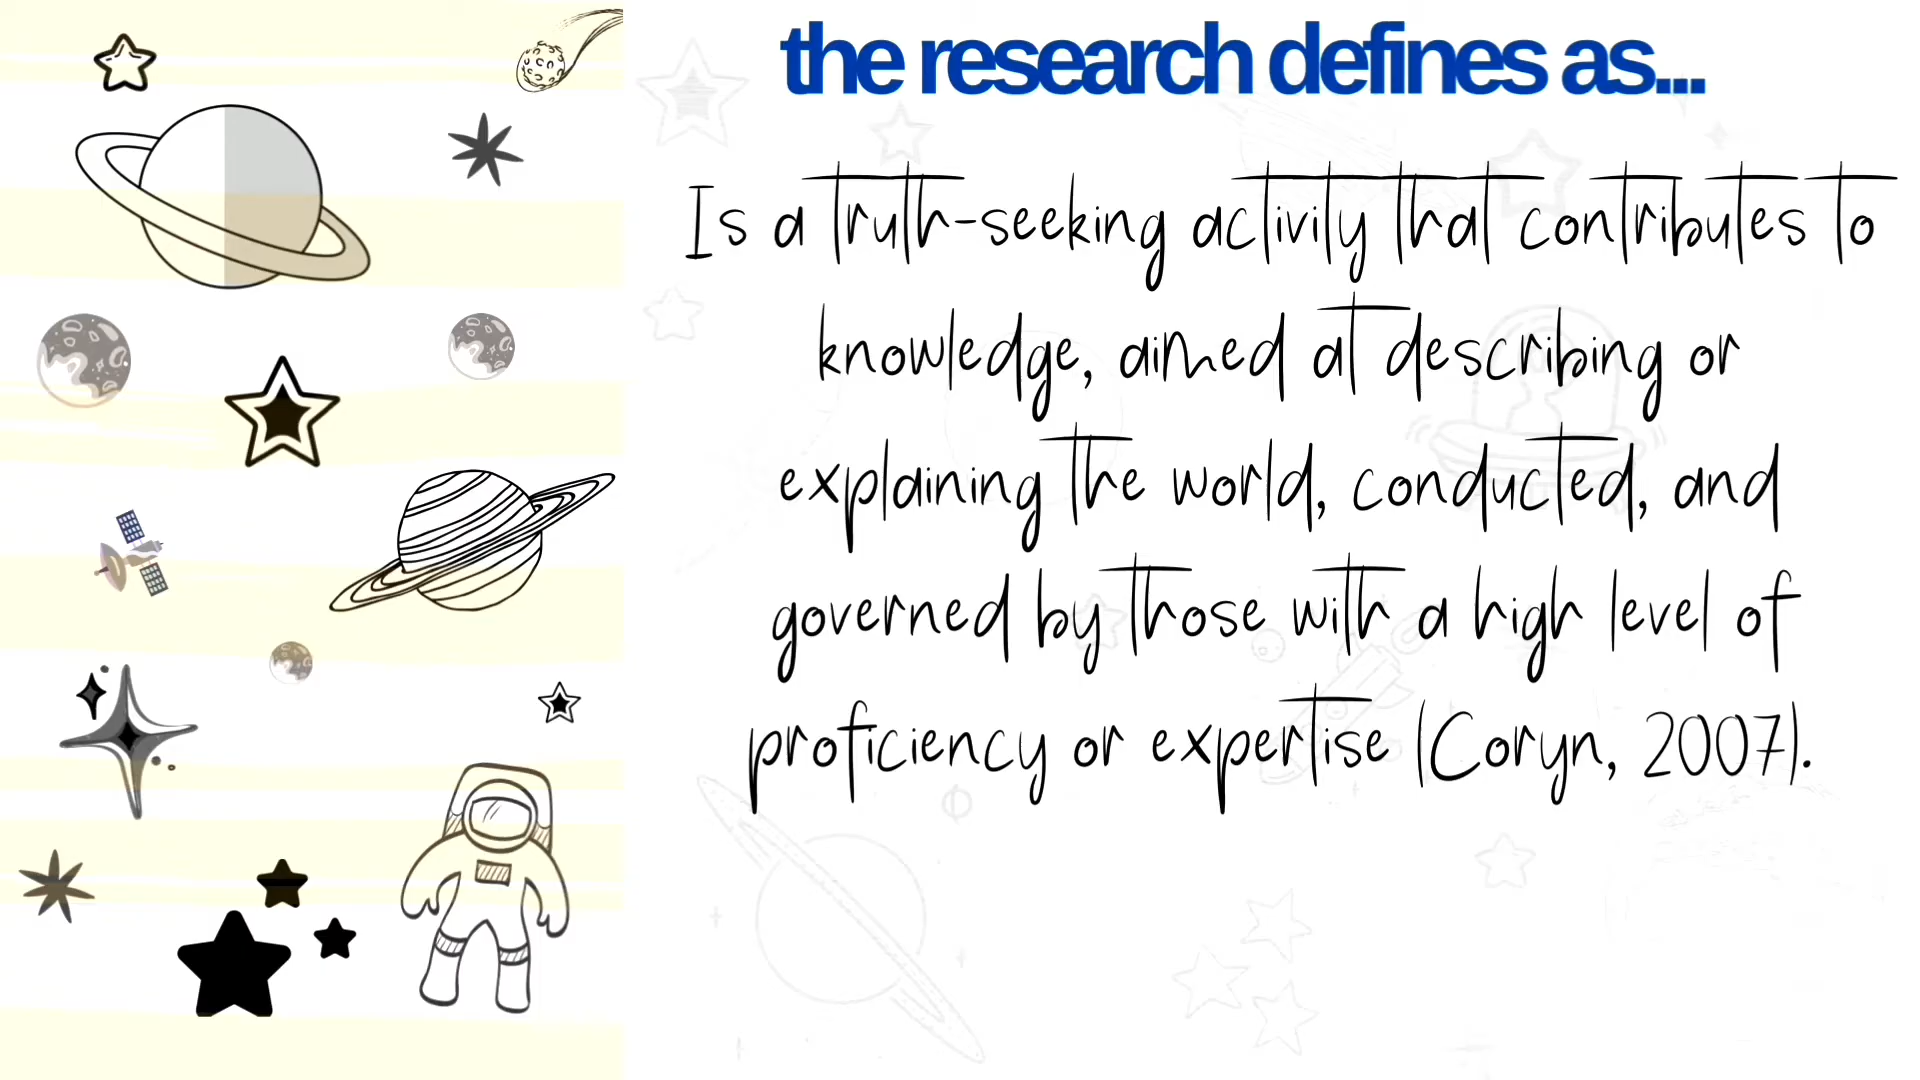 the research defines as...
Is a truth-seeking activity that contributes to
knowledge, aimed at describing or
explaining the world, conducted, and
governed by those with a high level of
proficiency or expertise (Coryn, 2007).